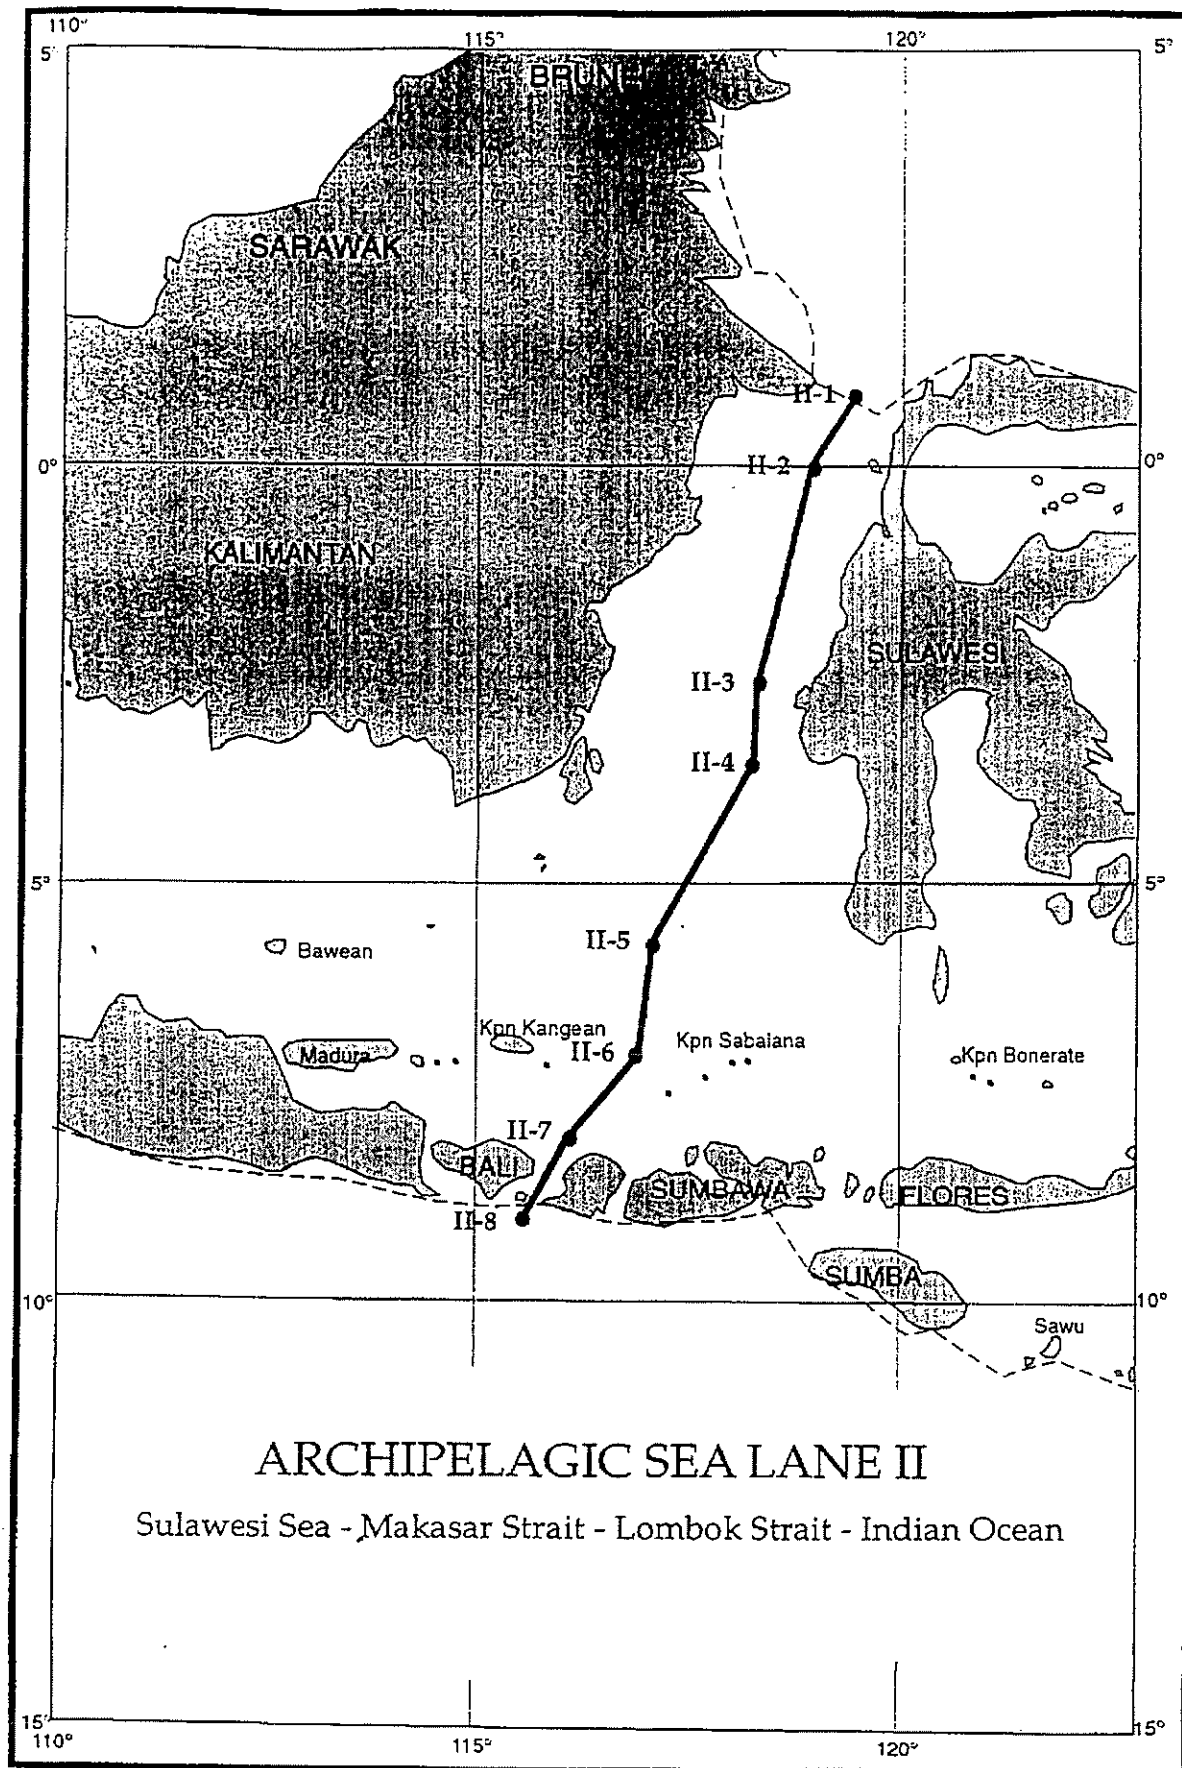 110°
115°
120°
5°
5°
BRUNEI
SARAWAK
II-1
0°
II-2
0°
KALIMANTAN
SULAWESI
II-3
II-4
5°
5°
II-5
Bawean
Kpn Kangean
Kpn Sabalana
Madura
II-6
Kpn Bonerate
II-7
BALI
SUMBAWA
FLORES
II-8
SUMBA
10°
10°
Sawu
ARCHIPELAGIC SEA LANE II
Sulawesi Sea - Makasar Strait - Lombok Strait - Indian Ocean
15°
15°
110°
115°
120°